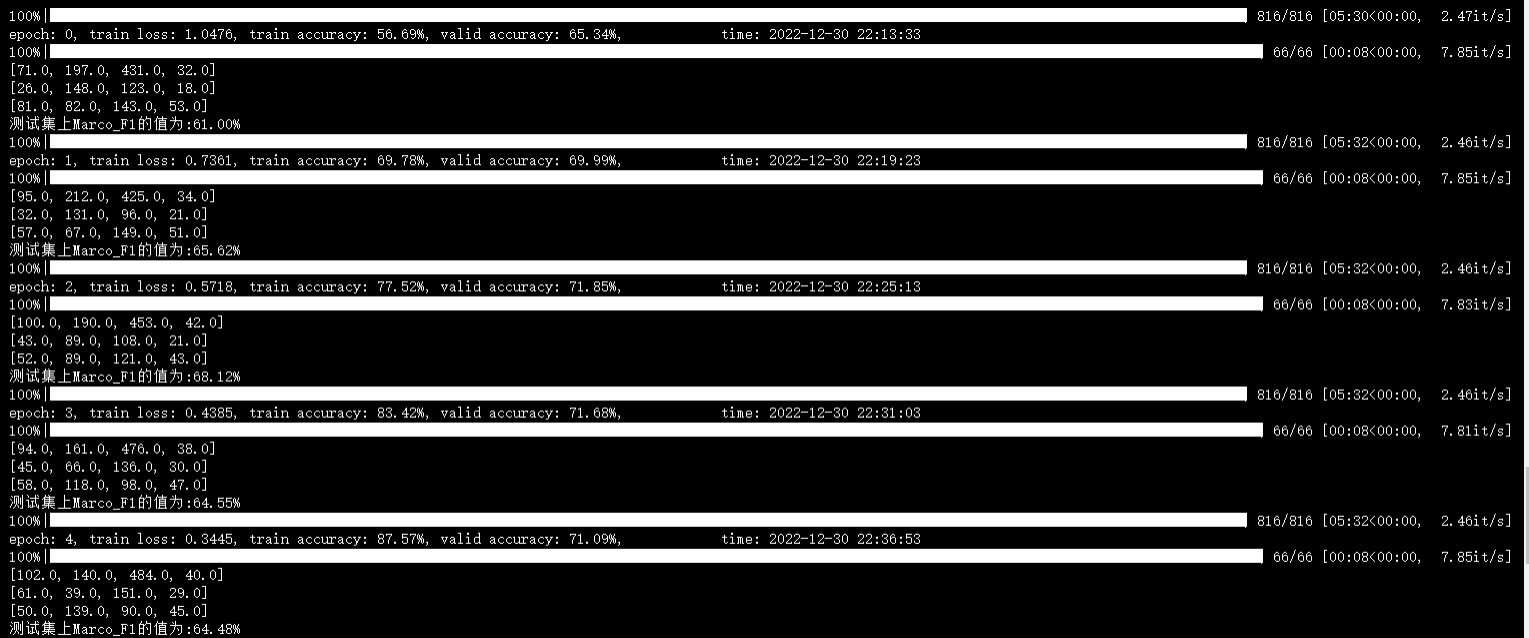 100%| 816/816 [05:30<00:00, 2.47it/s]
epoch: 0, train loss: 1.0476, train accuracy: 56.69%, valid accuracy: 65.34%, time: 2022-12-30 22:13:33
100%| 66/66 [00:08<00:00, 7.85it/s]
[71.0, 197.0, 431.0, 32.0]
[26.0, 148.0, 123.0, 18.0]
[81.0, 82.0, 143.0, 53.0]
测试集上Marco_F1的值为:61.00%
100%| 816/816 [05:32<00:00, 2.46it/s]
epoch: 1, train loss: 0.7361, train accuracy: 69.78%, valid accuracy: 69.99%, time: 2022-12-30 22:19:23
100%| 66/66 [00:08<00:00, 7.85it/s]
[95.0, 212.0, 425.0, 34.0]
[32.0, 131.0, 96.0, 21.0]
[57.0, 67.0, 149.0, 51.0]
测试集上Marco_F1的值为:65.62%
100%| 816/816 [05:32<00:00, 2.46it/s]
epoch: 2, train loss: 0.5718, train accuracy: 77.52%, valid accuracy: 71.85%, time: 2022-12-30 22:25:13
100%| 66/66 [00:08<00:00, 7.83it/s]
[100.0, 190.0, 453.0, 42.0]
[43.0, 89.0, 108.0, 21.0]
[52.0, 89.0, 121.0, 43.0]
测试集上Marco_F1的值为:68.12%
100%| 816/816 [05:32<00:00, 2.46it/s]
epoch: 3, train loss: 0.4385, train accuracy: 83.42%, valid accuracy: 71.68%, time: 2022-12-30 22:31:03
100%| 66/66 [00:08<00:00, 7.81it/s]
[94.0, 161.0, 476.0, 38.0]
[45.0, 66.0, 136.0, 30.0]
[58.0, 118.0, 98.0, 47.0]
测试集上Marco_F1的值为:64.55%
100%| 816/816 [05:32<00:00, 2.46it/s]
epoch: 4, train loss: 0.3445, train accuracy: 87.57%, valid accuracy: 71.09%, time: 2022-12-30 22:36:53
100%| 66/66 [00:08<00:00, 7.85it/s]
[102.0, 140.0, 484.0, 40.0]
[61.0, 39.0, 151.0, 29.0]
[50.0, 139.0, 90.0, 45.0]
测试集上Marco_F1的值为:64.48%